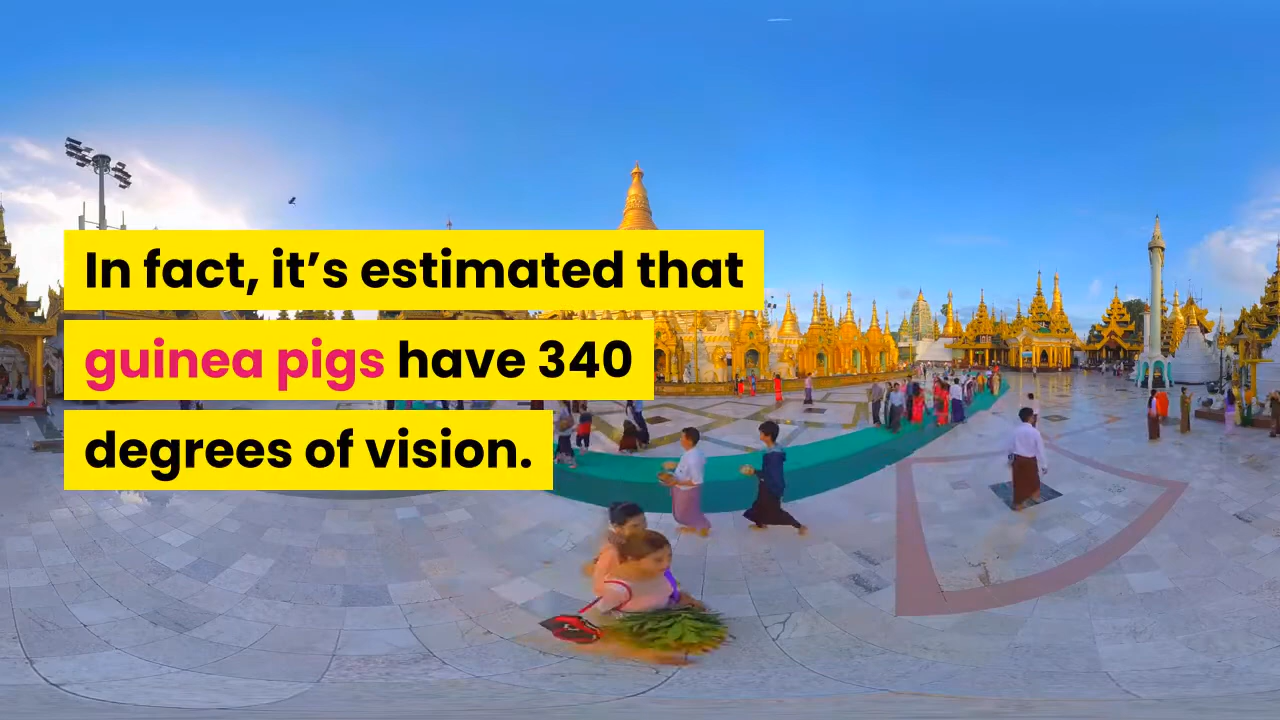 In fact, it’s estimated that
guinea pigs have 340
degrees of vision.